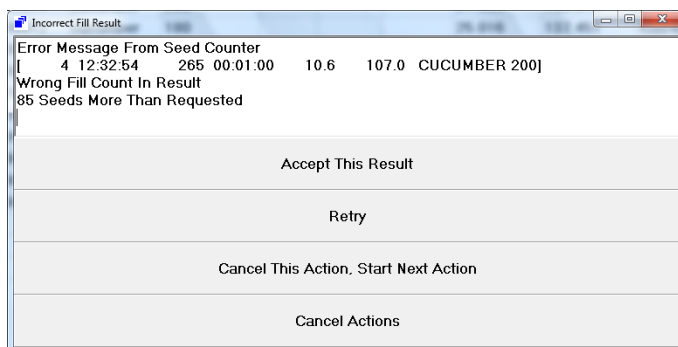 Incorrect Fill Result
Error Message From Seed Counter
[ 4 12:32:54 265 00:01:00 10.6 107.0 CUCUMBER 200]
Wrong Fill Count In Result
85 Seeds More Than Requested
Accept This Result
Retry
Cancel This Action, Start Next Action
Cancel Actions